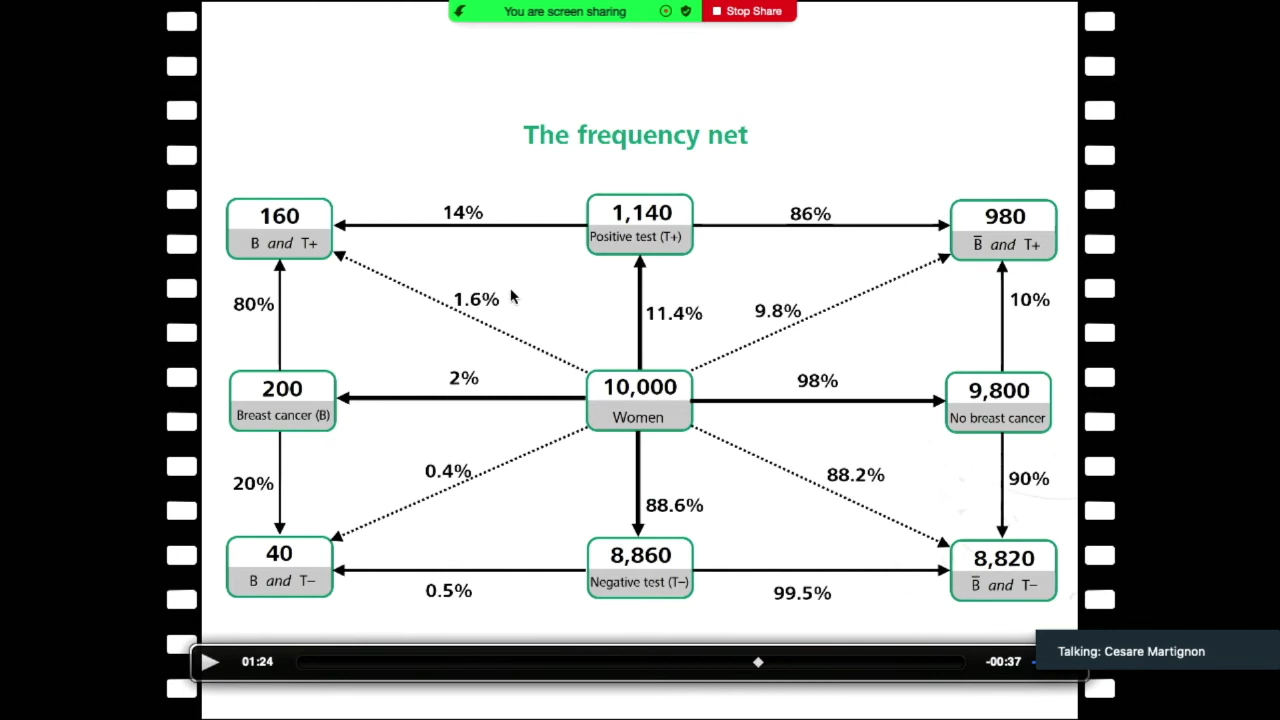 You are screen sharing
Stop Share
The frequency net
160
B and T+
14%
1,140
Positive test (T+)
86%
980
B̅ and T+
80%
1.6%
11.4%
9.8%
10%
200
Breast cancer (B)
2%
10,000
Women
98%
9,800
No breast cancer
20%
0.4%
88.6%
88.2%
90%
40
B and T–
0.5%
8,860
Negative test (T–)
99.5%
8,820
B̅ and T–
01:24
-00:37
Talking: Cesare Martignon